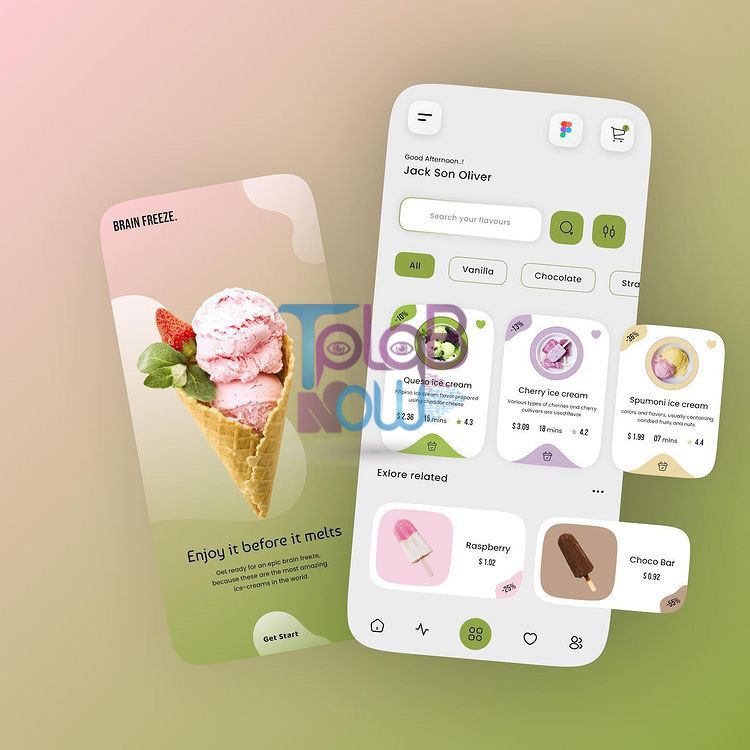 BRAIN FREEZE.
Enjoy it before it melts
Get ready for an epic brain freeze,
because these are the most amazing
ice-creams in the world.
Get Start
Good Afternoon..!
Jack Son Oliver
Search your flavours
All
Vanilla
Chocolate
Stra
-10%
Queso ice cream
Filipino ice cream flavor prepared
using cheddar cheese
$ 2.36
15 mins
4.3
-13%
Cherry ice cream
Various types of cherries and cherry
cultivars are used flavor
$ 3.09
18 mins
4.2
-36%
Spumoni ice cream
colors and flavors, usually containing
candied fruits and nuts.
$ 1.99
07 mins
4.4
Exlore related
Raspberry
$ 1.02
-25%
Choco Bar
$ 0.92
-55%
TOLOB
NOW